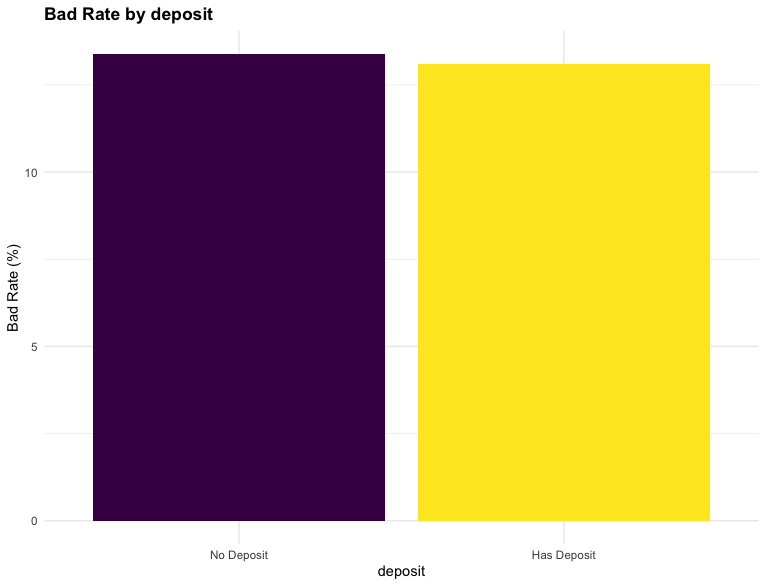 Bad Rate by deposit
Bad Rate (%)
10
5
0
No Deposit
Has Deposit
deposit